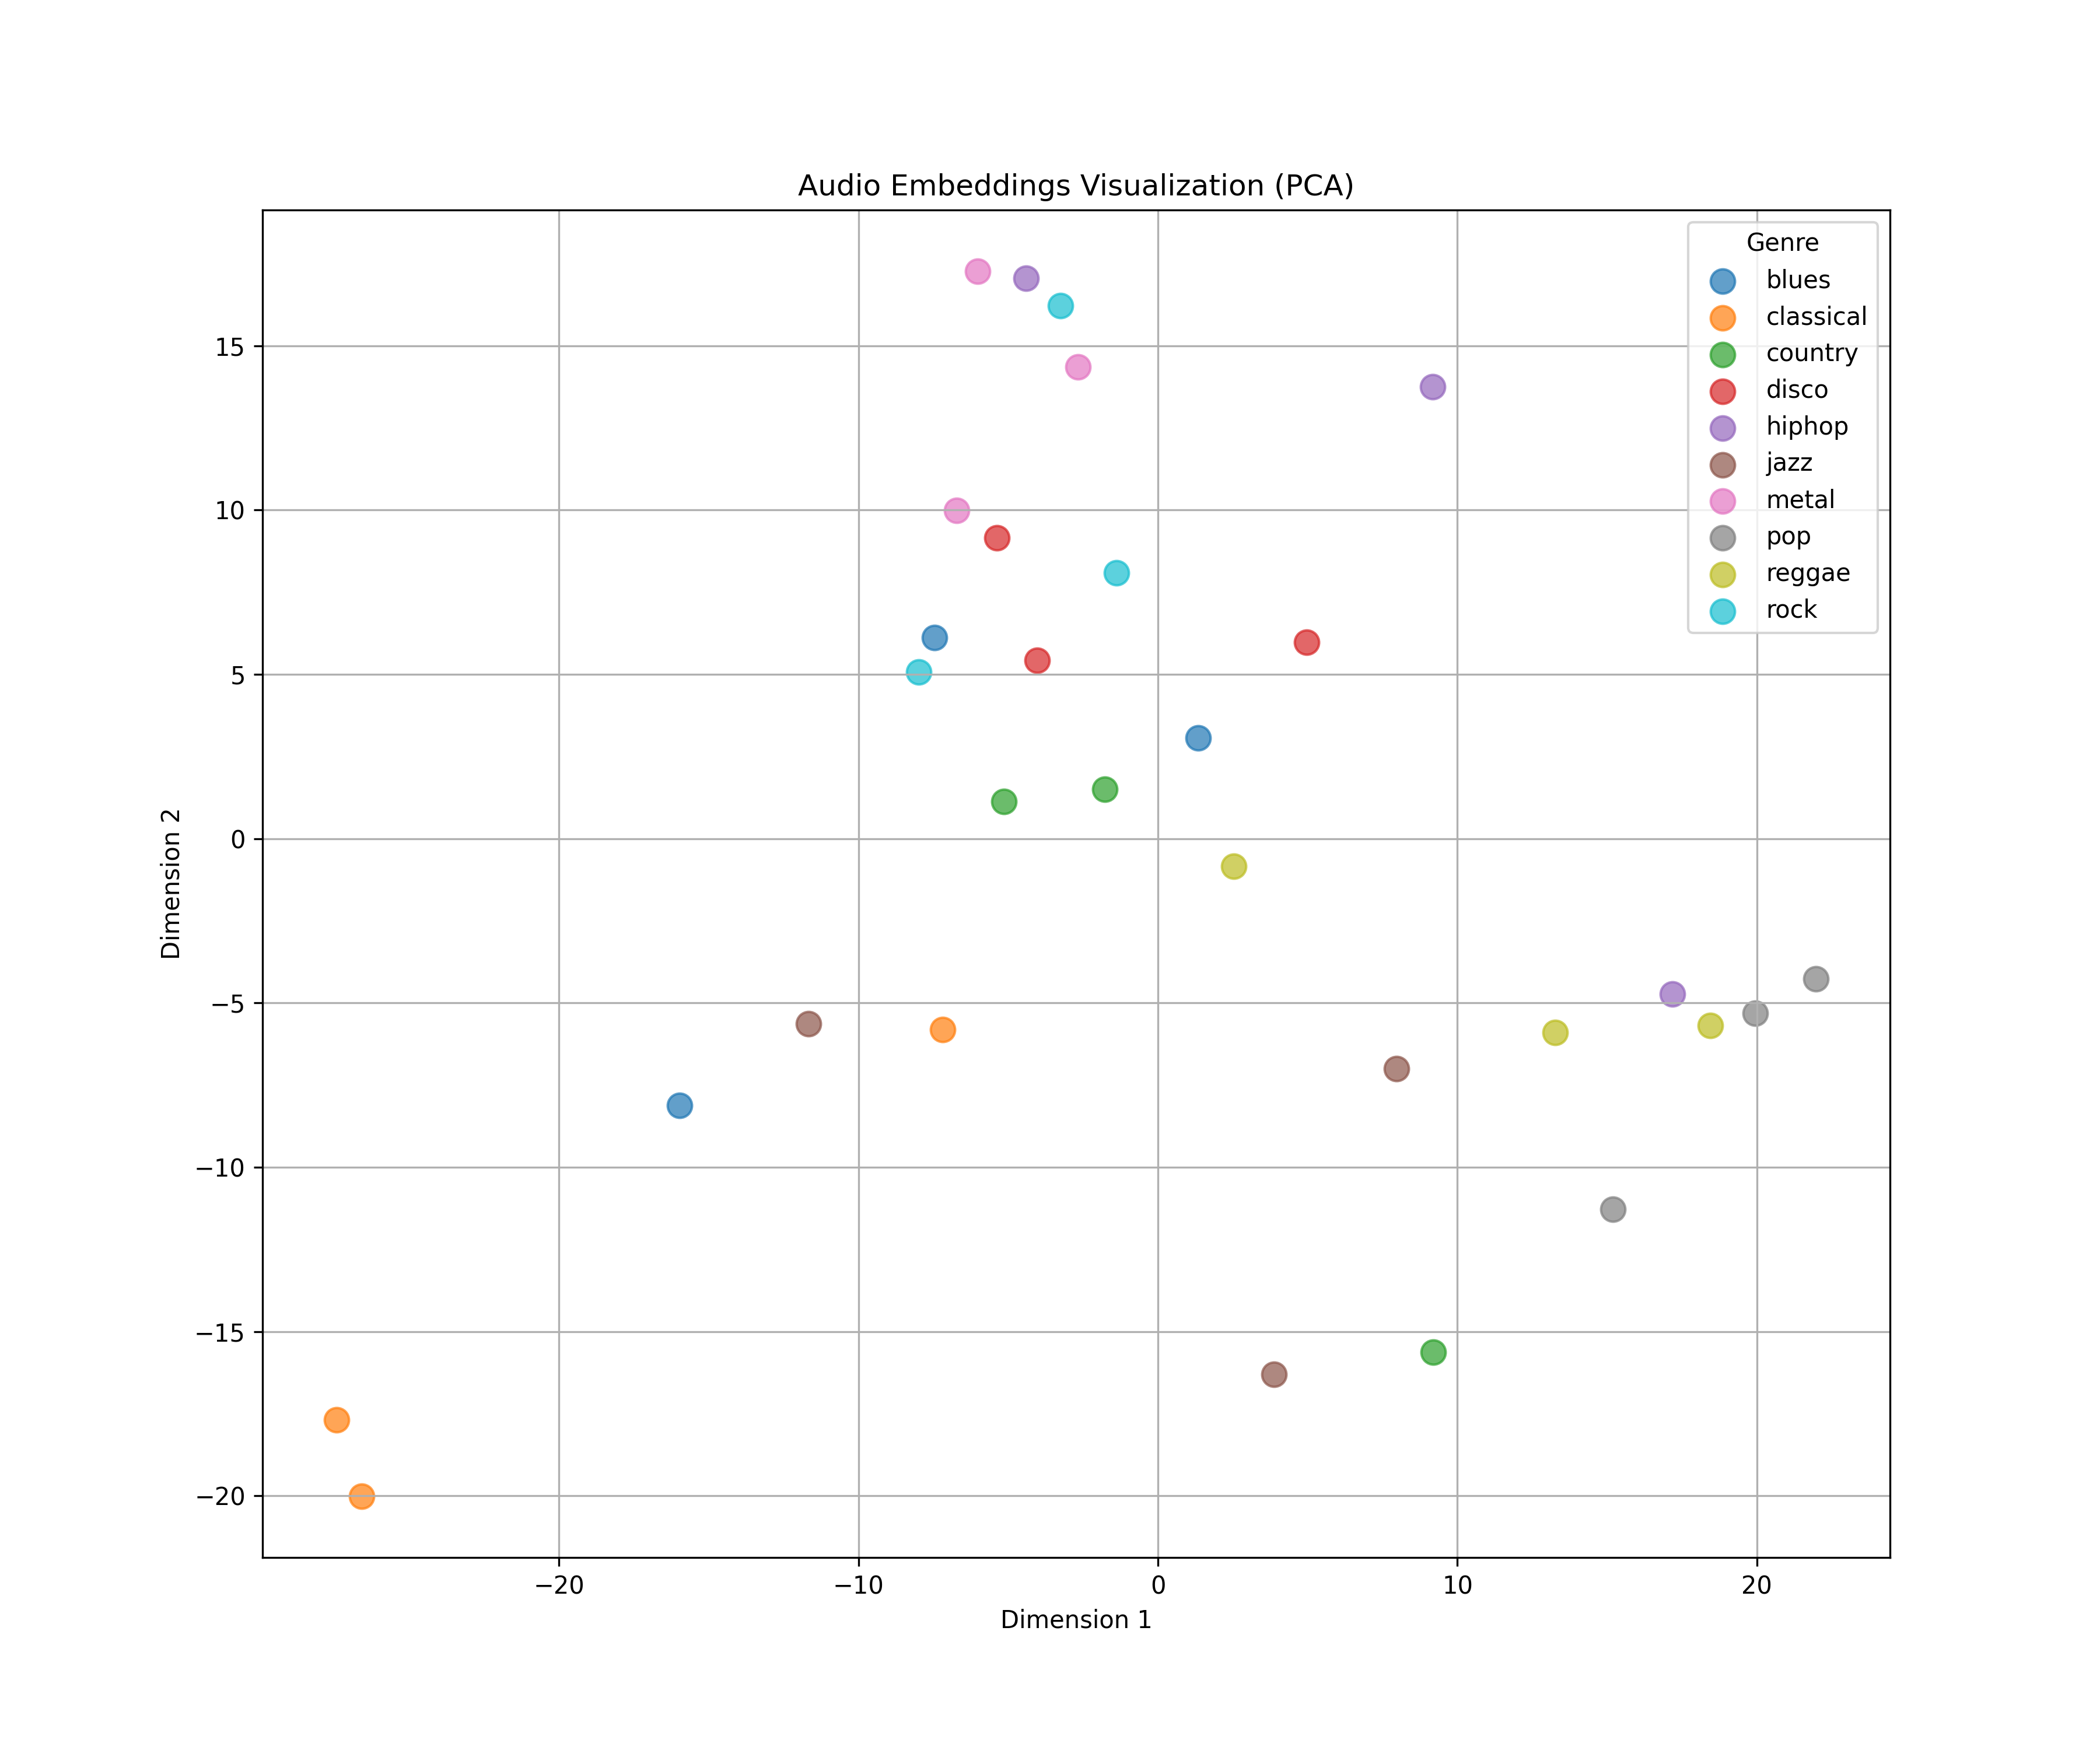 Audio Embeddings Visualization (PCA)
Genre
blues
classical
country
disco
hiphop
jazz
metal
pop
reggae
rock
15
10
5
0
−5
−10
−15
−20
Dimension 2
−20 −10 0 10 20
Dimension 1